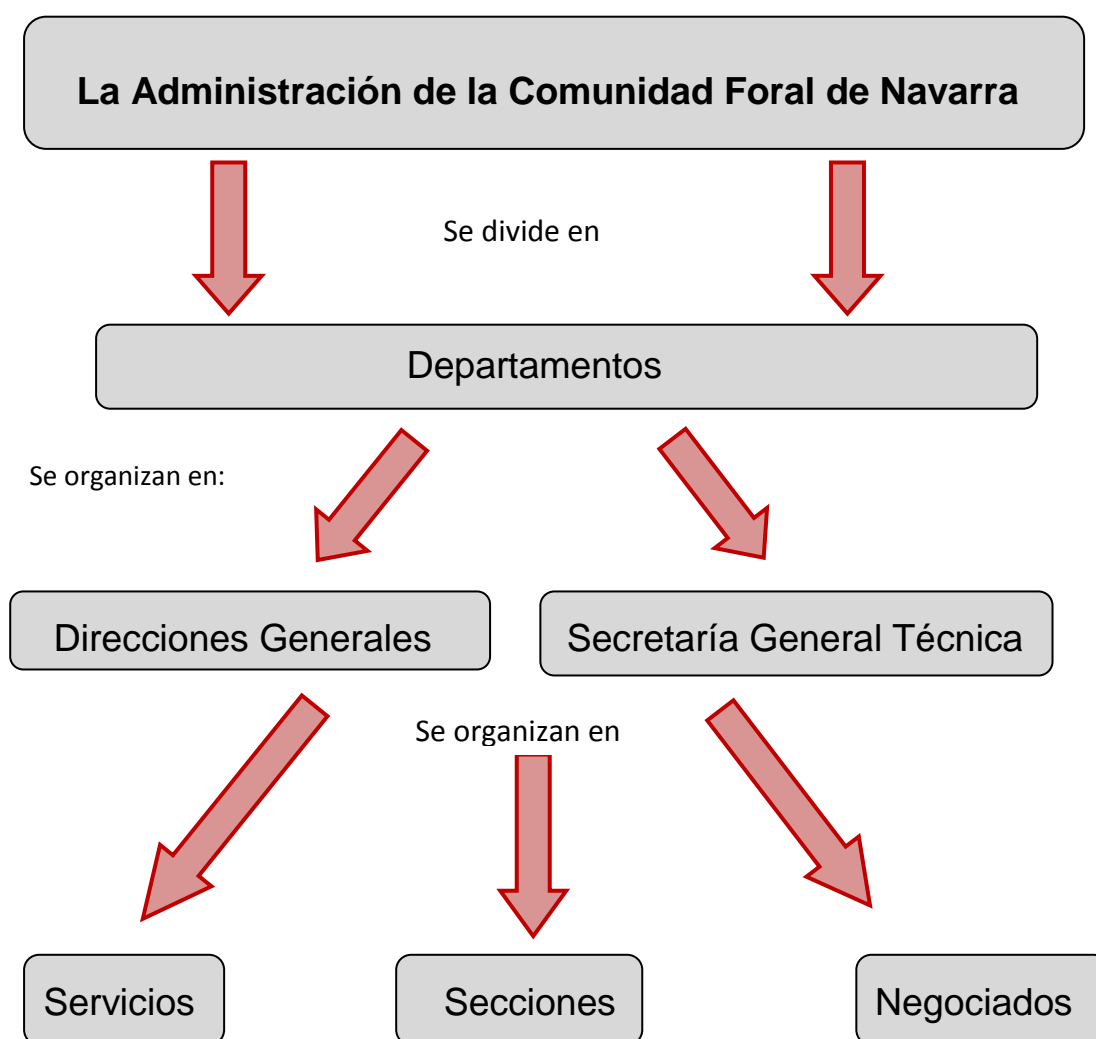 La Administración de la Comunidad Foral de Navarra
Se divide en
Departamentos
Se organizan en:
Direcciones Generales
Secretaría General Técnica
Se organizan en
Servicios
Secciones
Negociados